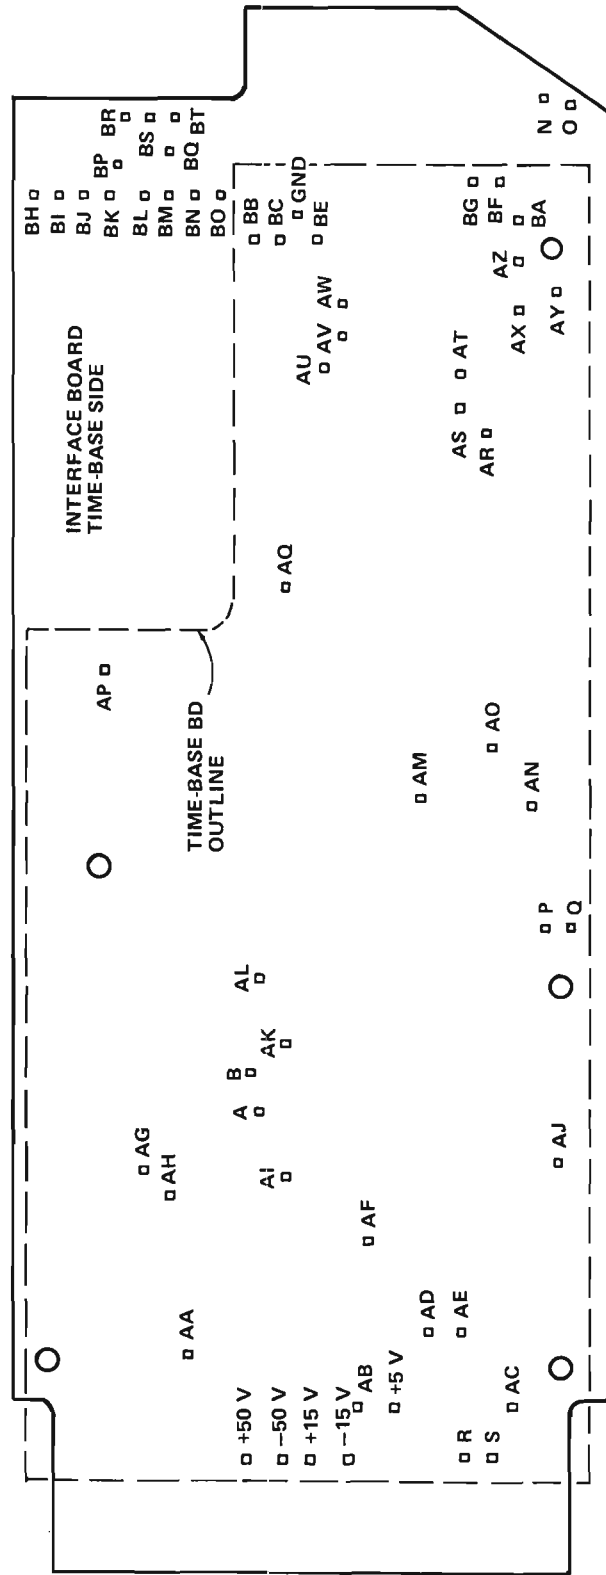 INTERFACE BOARD
TIME-BASE SIDE
BH
BI
BJ
BK
BL
BM
BN
BO
BP
BR
BS
BQ
BT
BB
BC
GND
BE
N
O
BG
BF
BA
AZ
AY
AX
AW
AV
AU
AT
AS
AR
AQ
AP
TIME-BASE BD
OUTLINE
AO
AM
AN
P
Q
AL
AK
B
A
AI
AG
AH
AJ
AF
AD
AE
AA
+50 V
−50 V
+15 V
−15 V
AB
+5 V
AC
R
S